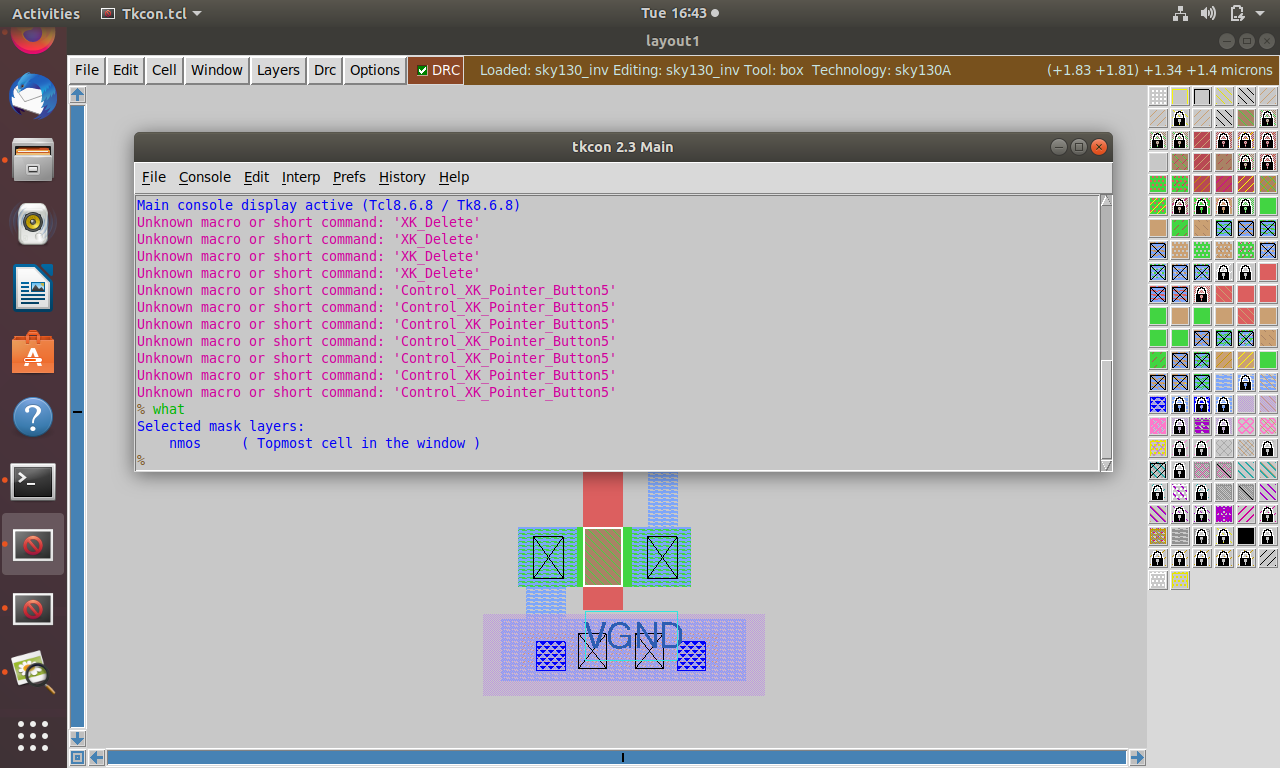 Activities Tkcon.tcl Tue 16:43
layout1
File Edit Cell Window Layers Drc Options DRC Loaded: sky130_inv Editing: sky130_inv Tool: box Technology: sky130A (+1.83 +1.81) +1.34 +1.4 microns
tkcon 2.3 Main
File Console Edit Interp Prefs History Help
Main console display active (Tcl8.6.8 / Tk8.6.8)
Unknown macro or short command: 'XK_Delete'
Unknown macro or short command: 'XK_Delete'
Unknown macro or short command: 'XK_Delete'
Unknown macro or short command: 'XK_Delete'
Unknown macro or short command: 'Control_XK_Pointer_Button5'
Unknown macro or short command: 'Control_XK_Pointer_Button5'
Unknown macro or short command: 'Control_XK_Pointer_Button5'
Unknown macro or short command: 'Control_XK_Pointer_Button5'
Unknown macro or short command: 'Control_XK_Pointer_Button5'
Unknown macro or short command: 'Control_XK_Pointer_Button5'
Unknown macro or short command: 'Control_XK_Pointer_Button5'
% what
Selected mask layers:
nmos ( Topmost cell in the window )
%
VGND